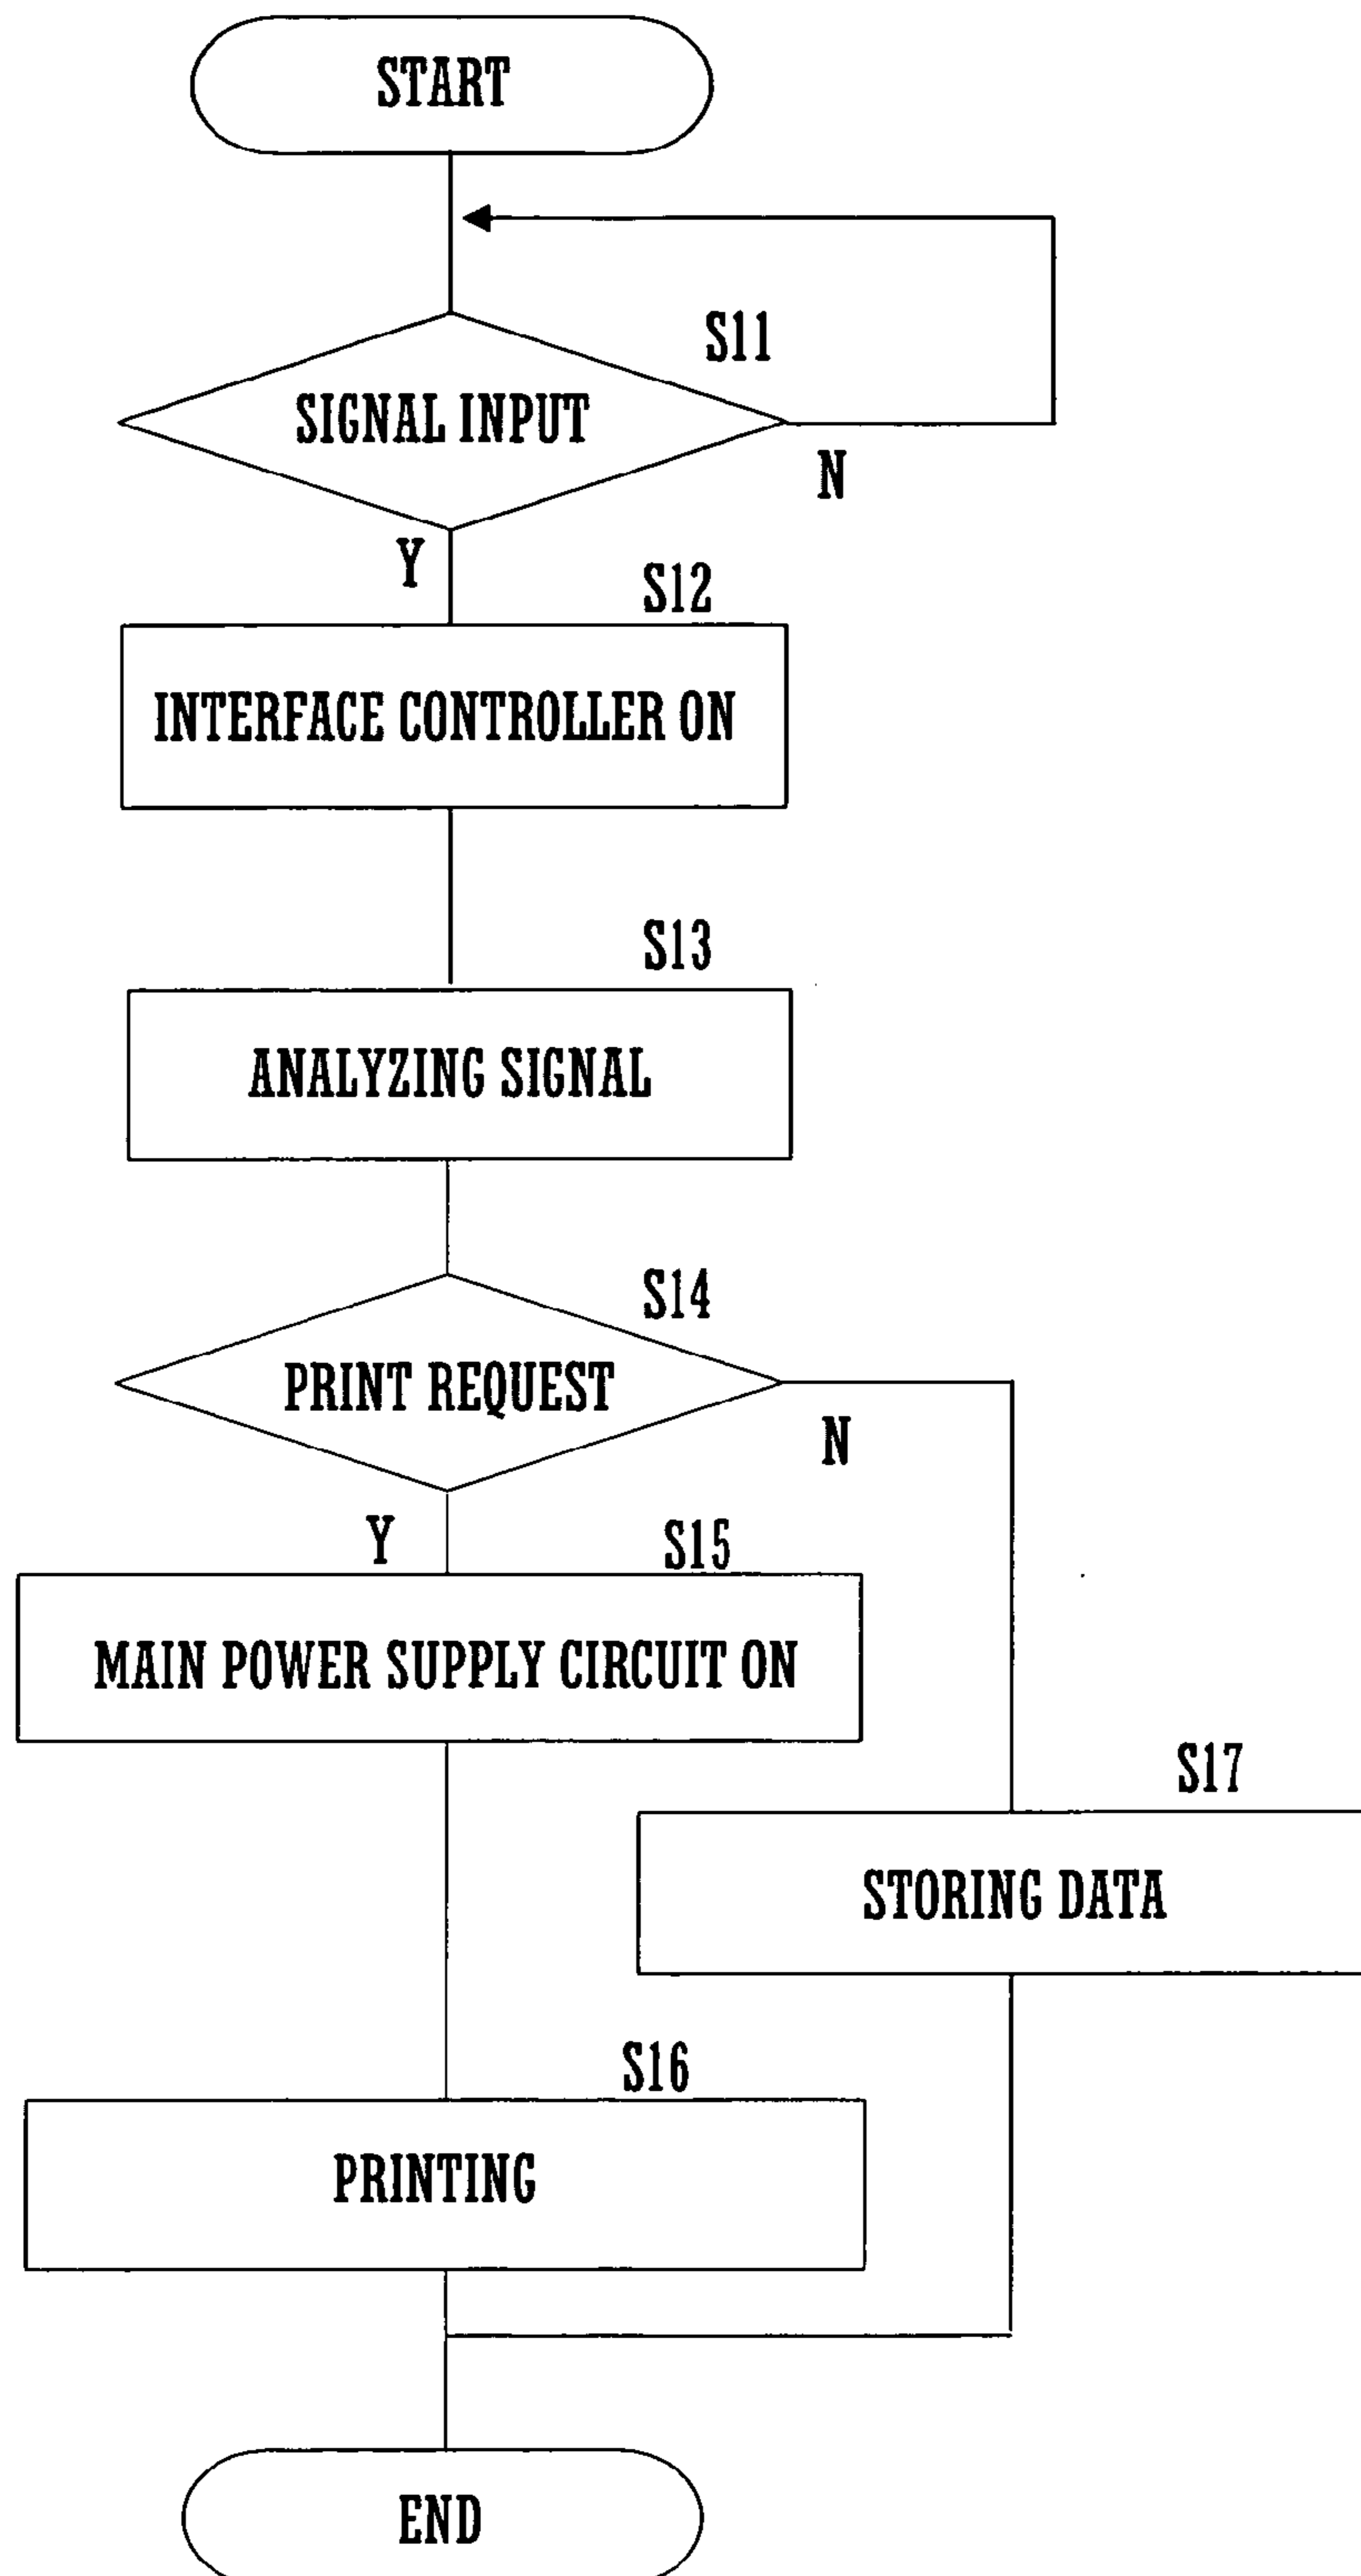 START
S11
SIGNAL INPUT
N
Y
S12
INTERFACE CONTROLLER ON
S13
ANALYZING SIGNAL
S14
PRINT REQUEST
N
Y
S15
MAIN POWER SUPPLY CIRCUIT ON
S17
STORING DATA
S16
PRINTING
END